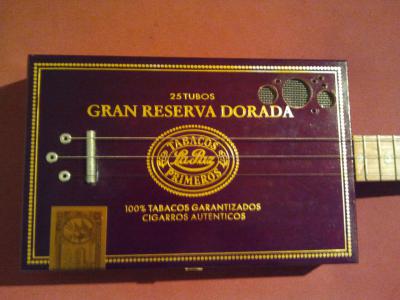 25 TUBOS
GRAN RESERVA DORADA
TABACOS
La Paz
PRIMEROS
100% TABACOS GARANTIZADOS
CIGARROS AUTENTICOS